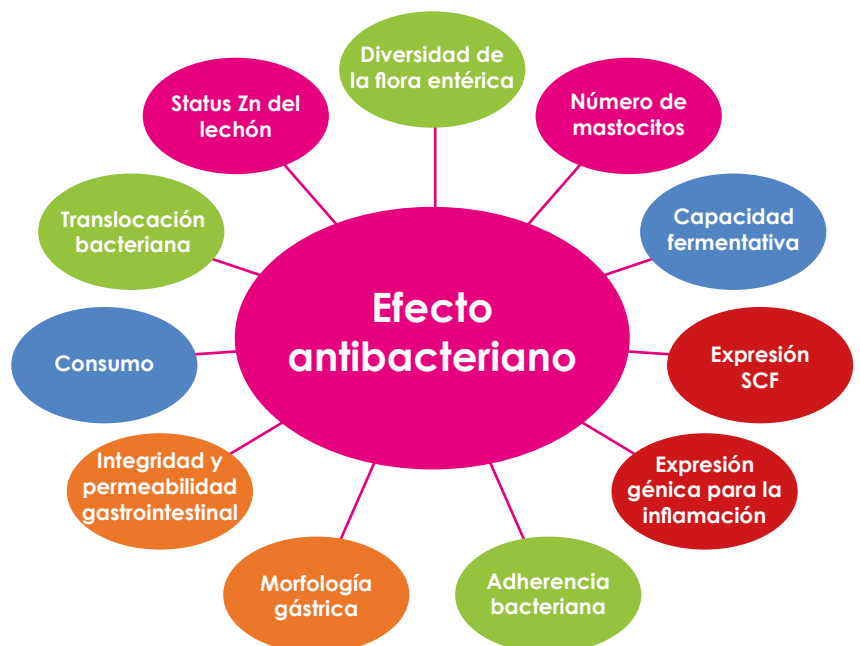 Diversidad de
la flora entérica
Status Zn del
lechón
Número de
mastocitos
Translocación
bacteriana
Capacidad
fermentativa
Efecto
antibacteriano
Consumo
Expresión
SCF
Integridad y
permeabilidad
gastrointestinal
Expresión
génica para la
inflamación
Morfología
gástrica
Adherencia
bacteriana